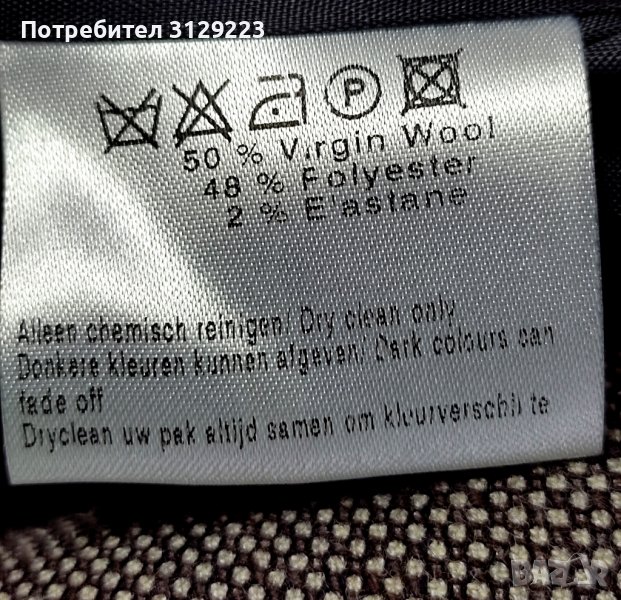 Потребител 3129223
P
50 % Virgin Wool
48 % Polyester
2 % Elastane
Alleen chemisch reinigen/ Dry clean only
Donkere kleuren kunnen afgeven/ Dark colours can
fade off
Dryclean uw pak altijd samen om kleurverschil te
BAZAR